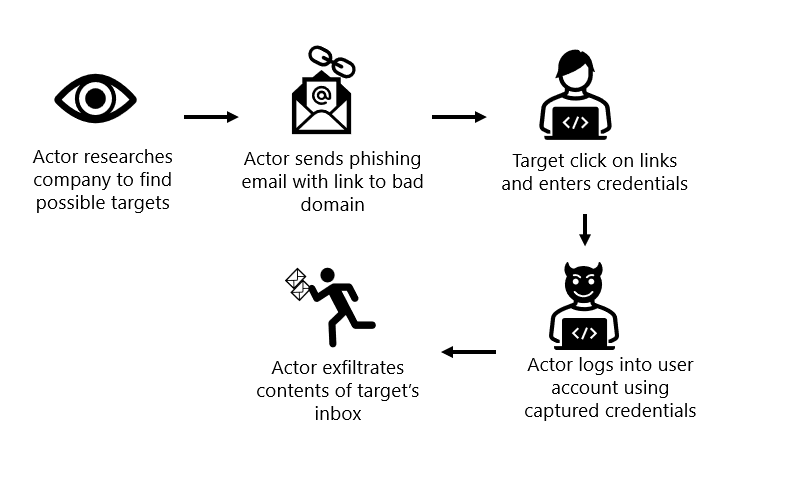 Actor researches
company to find
possible targets
Actor sends phishing
email with link to bad
domain
Target click on links
and enters credentials
Actor logs into user
account using
captured credentials
Actor exfiltrates
contents of target's
inbox
@
</>
</>